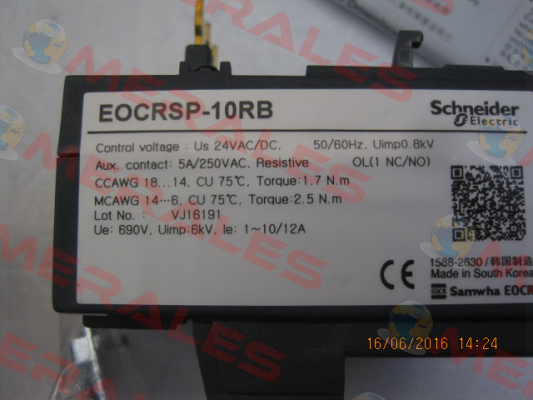 EOCRSP-10RB
Schneider
Electric
Control voltage : Us 24VAC/DC, 50/60Hz, Uimp0.8kV
Aux. contact: 5A/250VAC, Resistive OL(1 NC/NO)
CCAWG 18...14, CU 75℃, Torque:1.7 N.m
MCAWG 14···6, CU 75℃, Torque:2.5 N.m
Lot No. : VJ16191
Ue: 690V, Uimp:6kV, Ie: 1~10/12A
1588-2630 / 韩国制造
Made in South Korea
CE
EOCR Samwha EOCR
16/06/2016 14:24
MERALES
MERALES